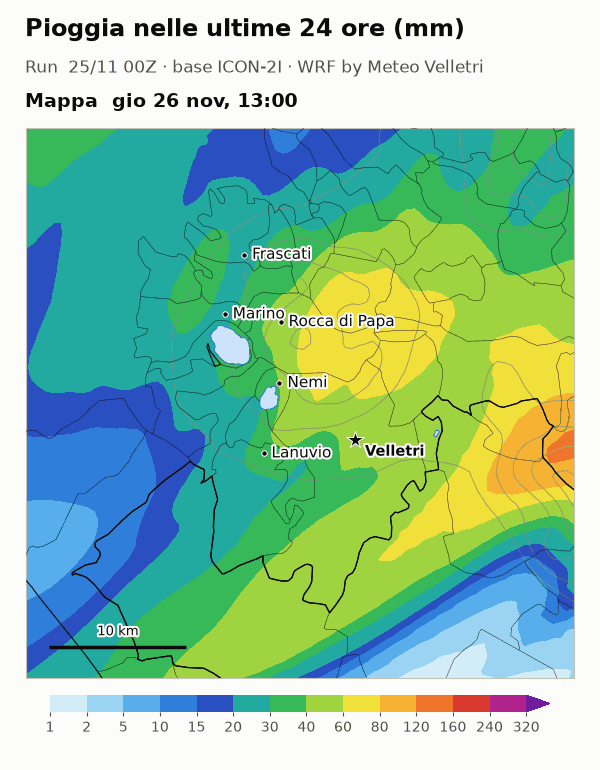 Pioggia nelle ultime 24 ore (mm)
Run  25/11 00Z · base ICON-2I · WRF by Meteo Velletri
Mappa  gio 26 nov, 13:00
Frascati
Marino
Rocca di Papa
Nemi
Velletri
Lanuvio
10 km
1 2 5 10 15 20 30 40 60 80 120 160 240 320